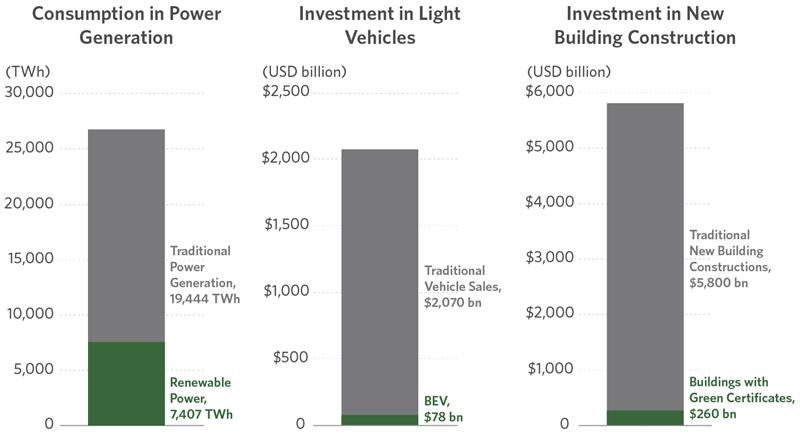 Consumption in Power
Generation
(TWh)
30,000
25,000
20,000
15,000
10,000
5,000
0
Traditional
Power
Generation,
19,444 TWh
Renewable
Power,
7,407 TWh
Investment in Light
Vehicles
(USD billion)
$2,500
$2,000
$1,500
$1,000
$500
0
Traditional
Vehicle Sales,
$2,070 bn
BEV,
$78 bn
Investment in New
Building Construction
(USD billion)
$6,000
$5,000
$4,000
$3,000
$2,000
$1,000
0
Traditional
New Building
Constructions,
$5,800 bn
Buildings with
Green Certificates,
$260 bn